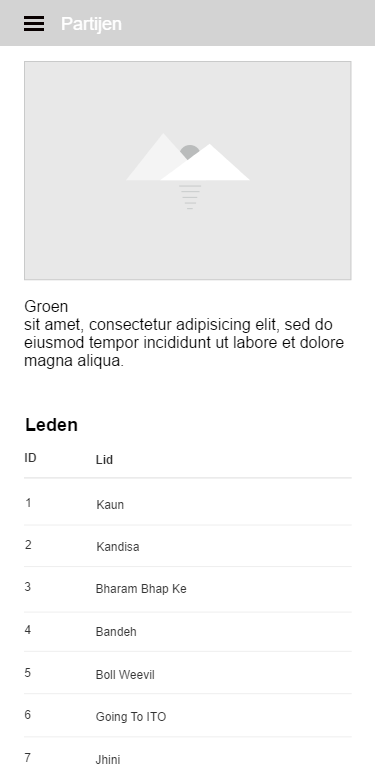 Partijen
Groen
sit amet, consectetur adipisicing elit, sed do
eiusmod tempor incididunt ut labore et dolore
magna aliqua.
Leden
ID Lid
1 Kaun
2 Kandisa
3 Bharam Bhap Ke
4 Bandeh
5 Boll Weevil
6 Going To ITO
7 Jhini